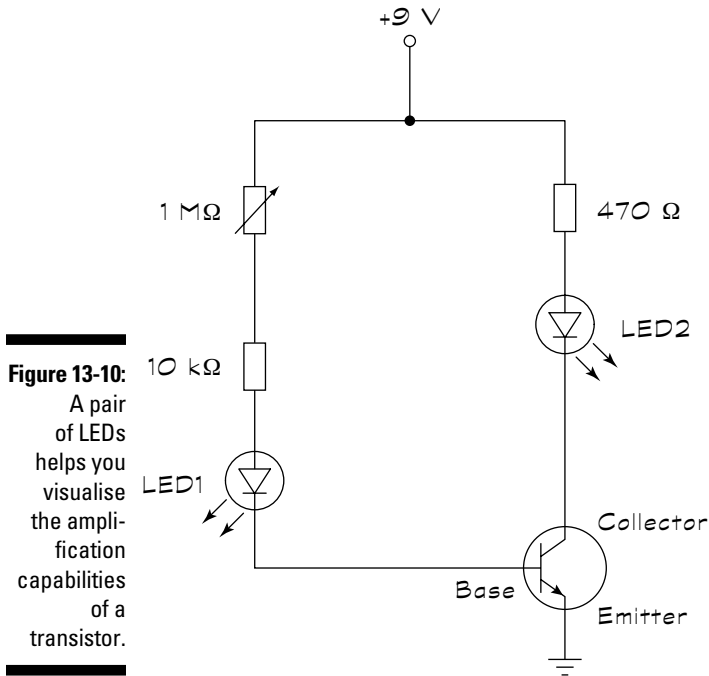 +9 V
1 MΩ
470 Ω
LED2
10 kΩ
LED1
Collector
Base
Emitter
Figure 13-10:
A pair
of LEDs
helps you
visualise
the ampli-
fication
capabilities
of a
transistor.